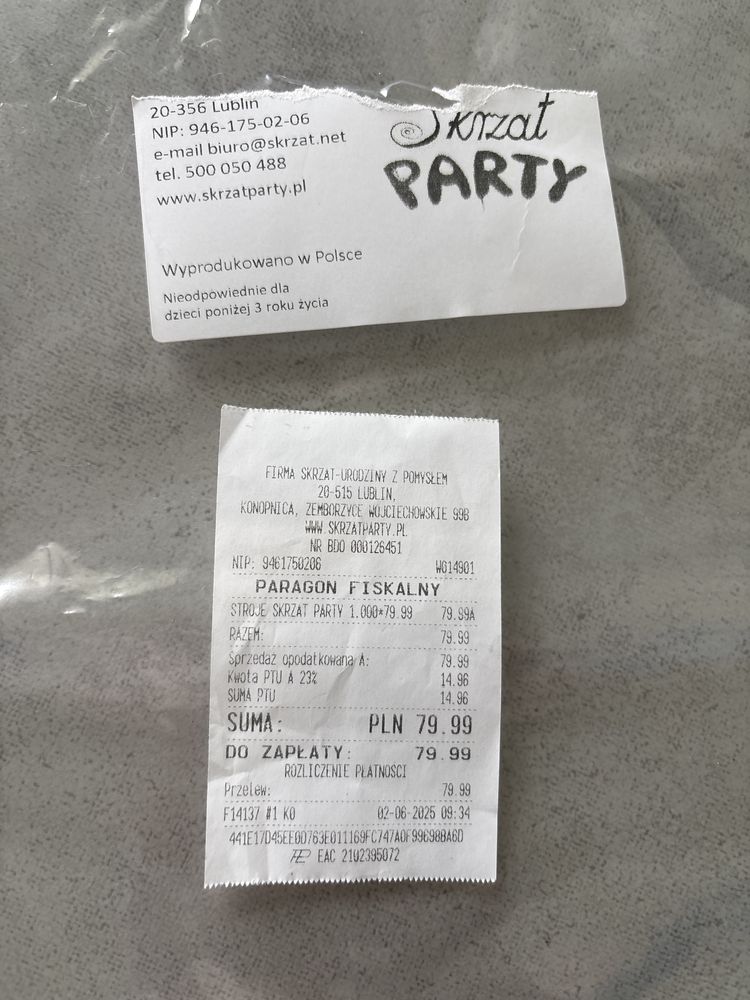 20-356 Lublin
NIP: 946-175-02-06
e-mail biuro@skrzat.net
tel. 500 050 488
www.skrzatparty.pl
Wyprodukowano w Polsce
Nieodpowiednie dla
dzieci poniżej 3 roku życia
Skrzat
PARTY
FIRMA SKRZAT-URODZINY Z POMYSŁEM
20-515 LUBLIN,
KONOPNICA, ZEMBORZYCE WOJCIECHOWSKIE 99B
WWW.SKRZATPARTY.PL
NR BDO 000126451
NIP: 9461750206 W614901
PARAGON FISKALNY
STROJE SKRZAT PARTY 1.000*79.99 79.99A
RAZEM: 79.99
Sprzedaż opodatkowana A: 79.99
Kwota PTU A 23% 14.96
SUMA PTU 14.96
SUMA: PLN 79.99
DO ZAPŁATY: 79.99
ROZLICZENIE PŁATNOŚCI
Przelew: 79.99
F14137 #1 K0 02-06-2025 09:34
441E17D45EE0D763E011169FC747A0F99698BA6D
EAC 2102395072